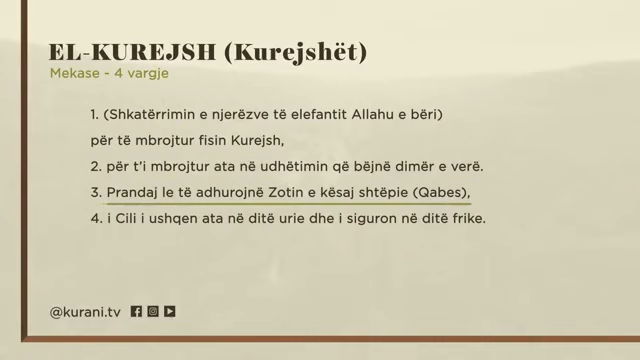 EL-KUREJSH (Kurejshët)
Mekase - 4 vargje
1. (Shkatërrimin e njerëzve të elefantit Allahu e bëri)
për të mbrojtur fisin Kurejsh,
2. për t'i mbrojtur ata në udhëtimin që bëjnë dimër e verë.
3. Prandaj le të adhurojnë Zotin e kësaj shtëpie (Qabes),
4. i Cili i ushqen ata në ditë urie dhe i siguron në ditë frike.
@kurani.tv